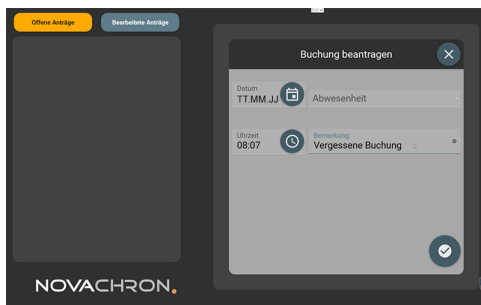 Offene Anträge
Bearbeitete Anträge
Buchung beantragen
Datum
TT.MM.JJ
Abwesenheit
Uhrzeit
08:07
Bemerkung
Vergessene Buchung
NOVACHRON.